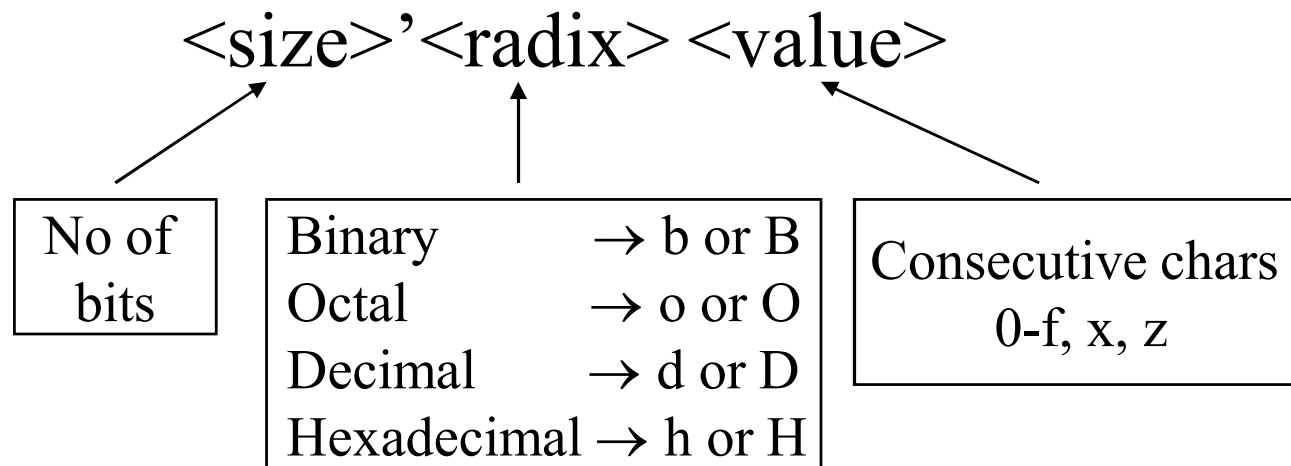 <size>’<radix> <value>
No of
bits
Binary → b or B
Octal → o or O
Decimal → d or D
Hexadecimal → h or H
Consecutive chars
0-f, x, z